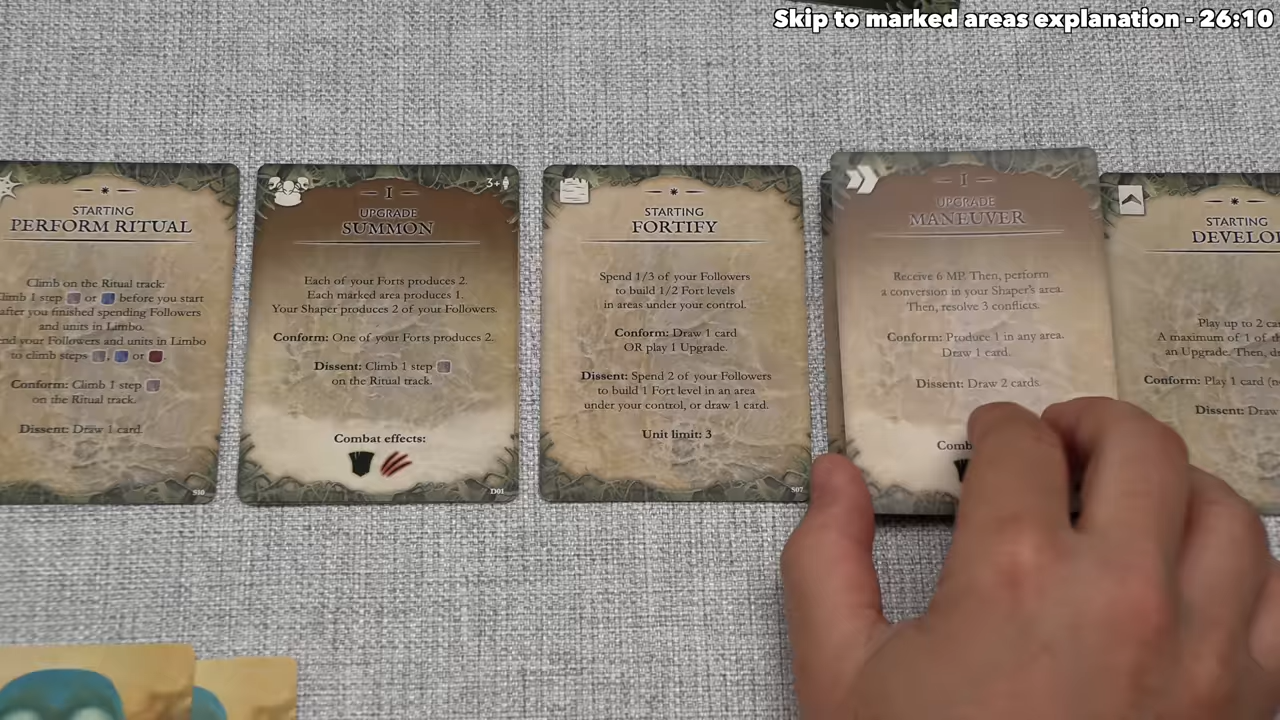 Skip to marked areas explanation - 26:10
STARTING
PERFORM RITUAL
Climb on the Ritual track:
Climb 1 step or before you start
after you finished spending Followers
and units in Limbo.
your Followers and units in Limbo
to climb steps , or .
Conform: Climb 1 step
on the Ritual track.
Dissent: Draw 1 card.
S10
I
3+
UPGRADE
SUMMON
Each of your Forts produces 2.
Each marked area produces 1.
Your Shaper produces 2 of your Followers.
Conform: One of your Forts produces 2.
Dissent: Climb 1 step
on the Ritual track.
Combat effects:
D01
STARTING
FORTIFY
Spend 1/3 of your Followers
to build 1/2 Fort levels
in areas under your control.
Conform: Draw 1 card
OR play 1 Upgrade.
Dissent: Spend 2 of your Followers
to build 1 Fort level in an area
under your control, or draw 1 card.
Unit limit: 3
S07
I
UPGRADE
MANEUVER
Receive 6 MP. Then, perform
a conversion in your Shaper's area.
Then, resolve 3 conflicts.
Conform: Produce 1 in any area.
Draw 1 card.
Dissent: Draw 2 cards.
Comb
STARTING
DEVELO
Play up to 2 ca
A maximum of 1 of th
an Upgrade. Then, d
Conform: Play 1 card (n
Dissent: Draw